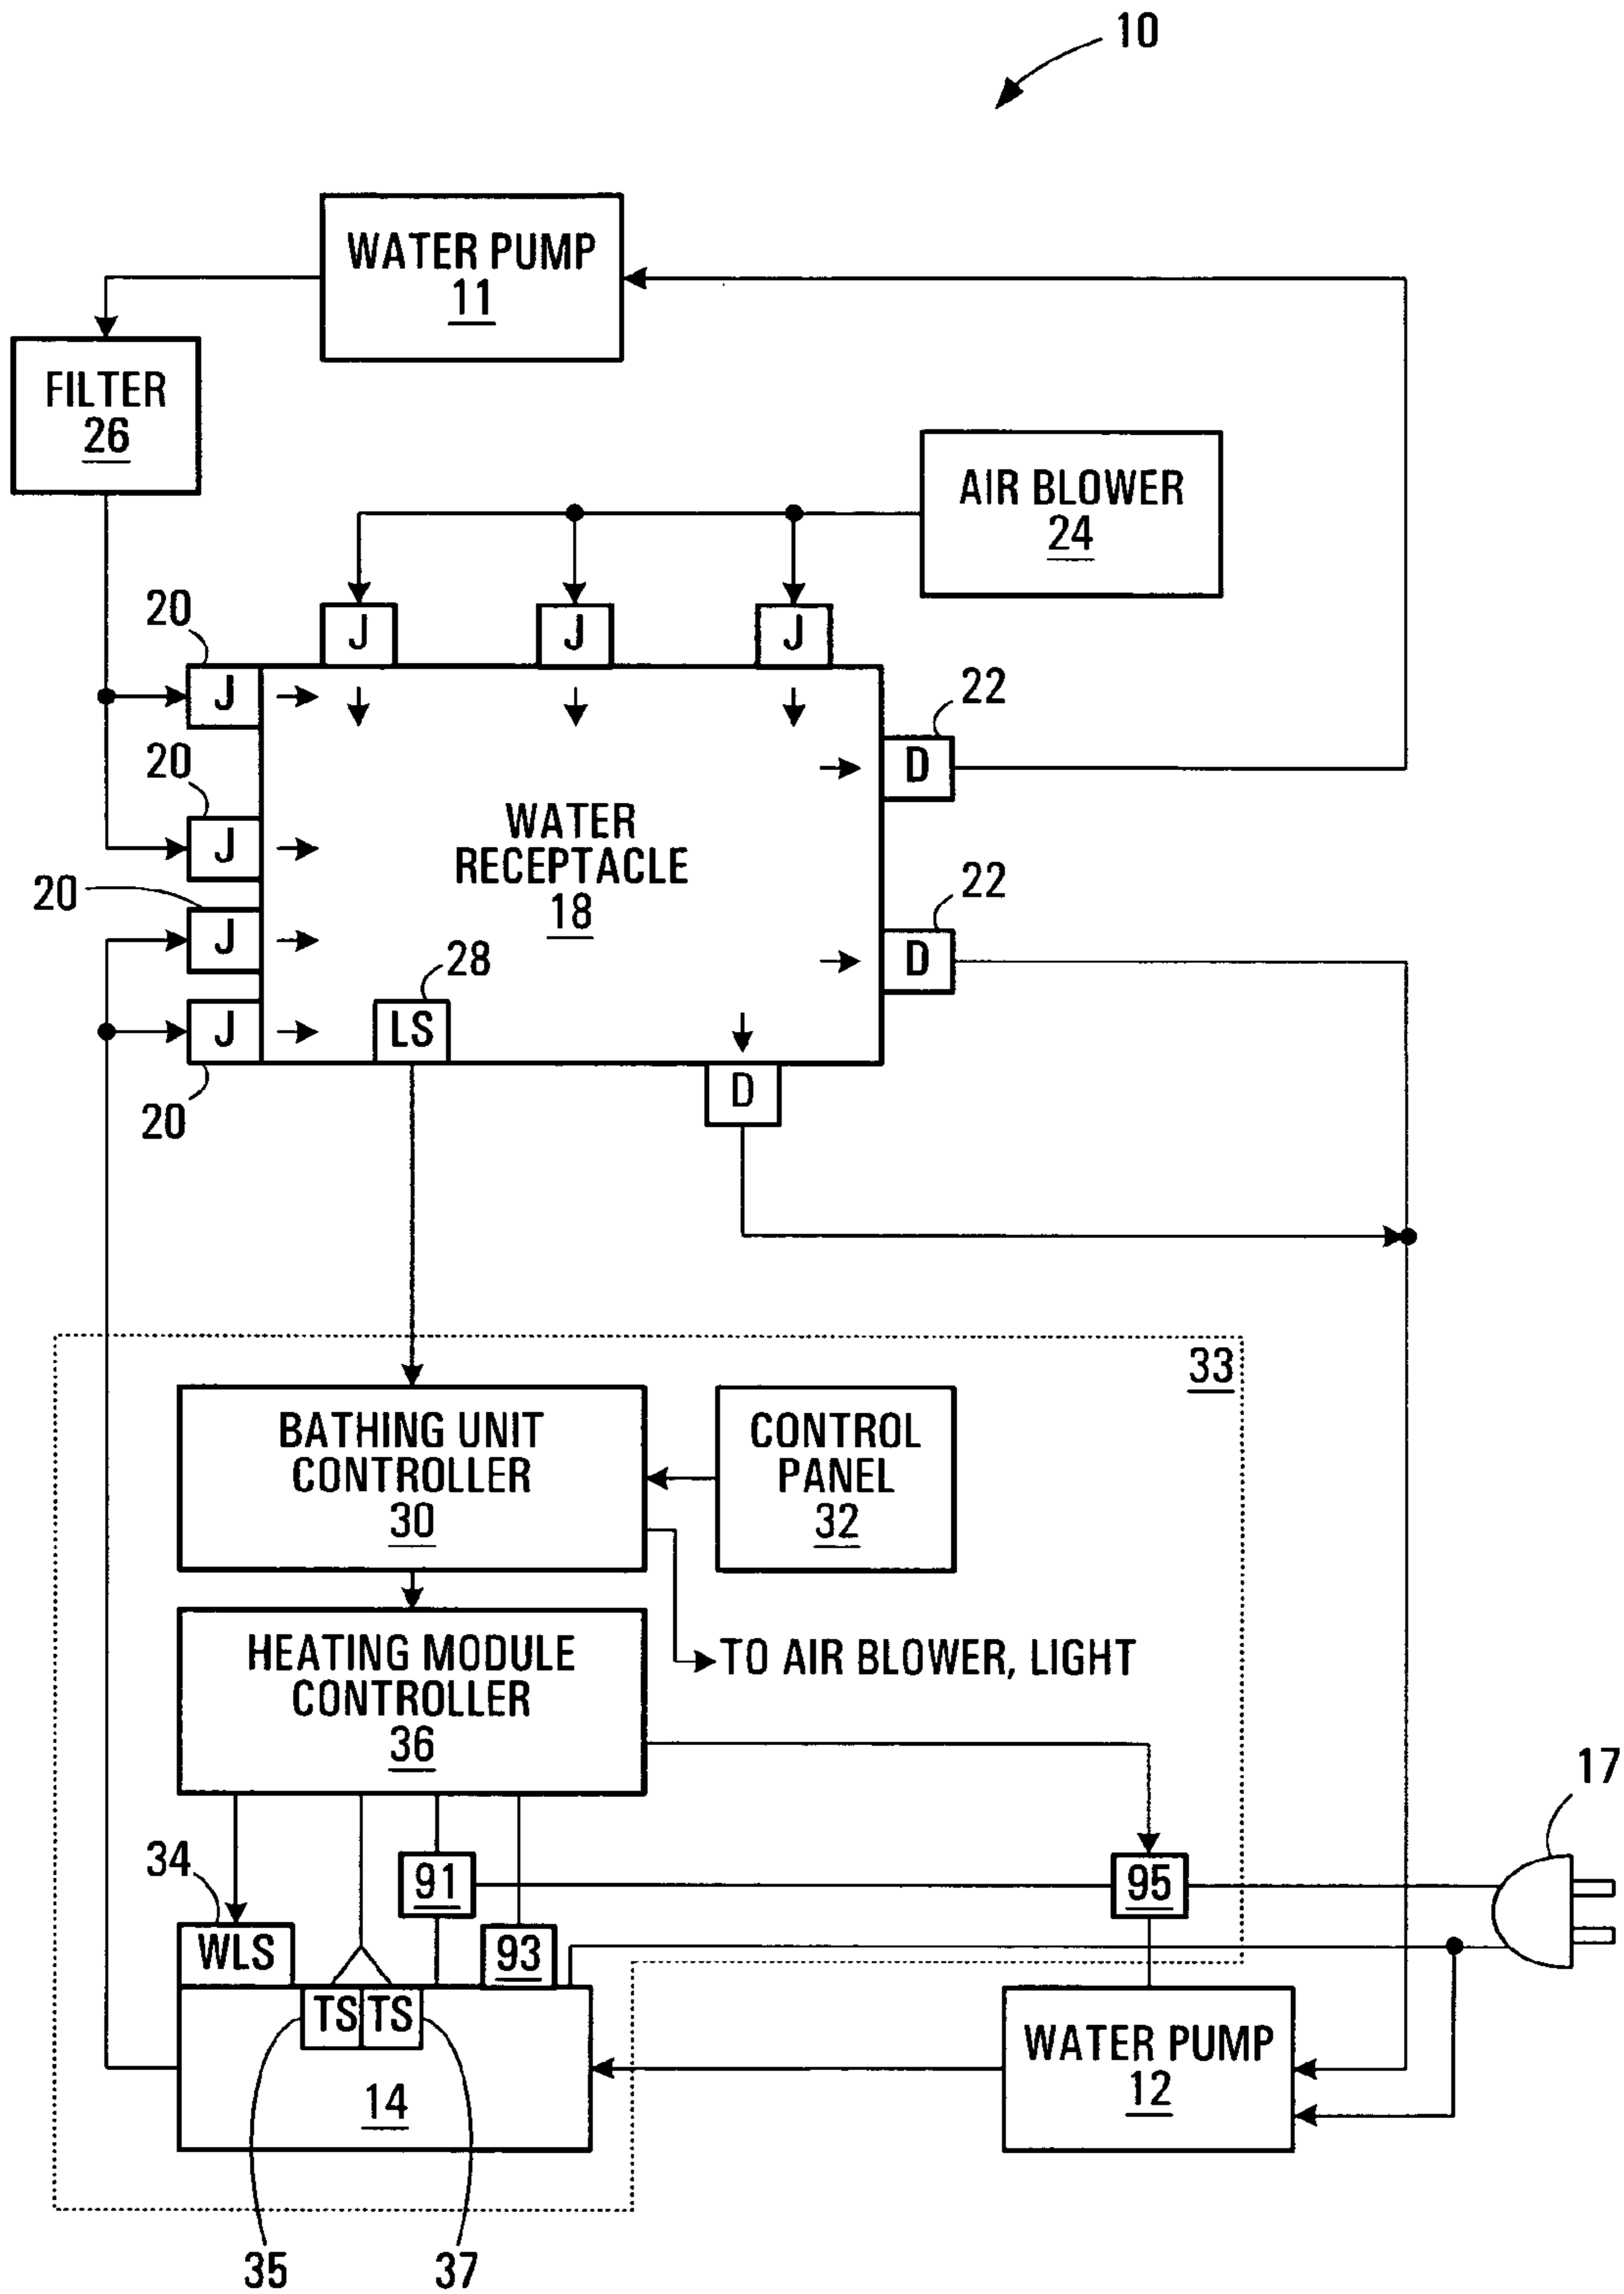 10
WATER PUMP
11
FILTER
26
AIR BLOWER
24
20
J
J
J
J
22
D
20
J
WATER
RECEPTACLE
18
22
D
20
J
28
LS
J
20
D
33
BATHING UNIT
CONTROLLER
30
CONTROL
PANEL
32
HEATING MODULE
CONTROLLER
36
TO AIR BLOWER, LIGHT
17
34
91
95
WLS
93
TS
TS
WATER PUMP
12
14
35
37